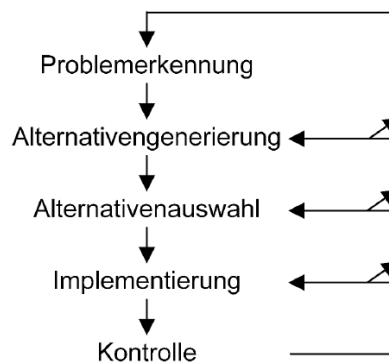 Problemerkennung
Alternativengenerierung
Alternativenauswahl
Implementierung
Kontrolle